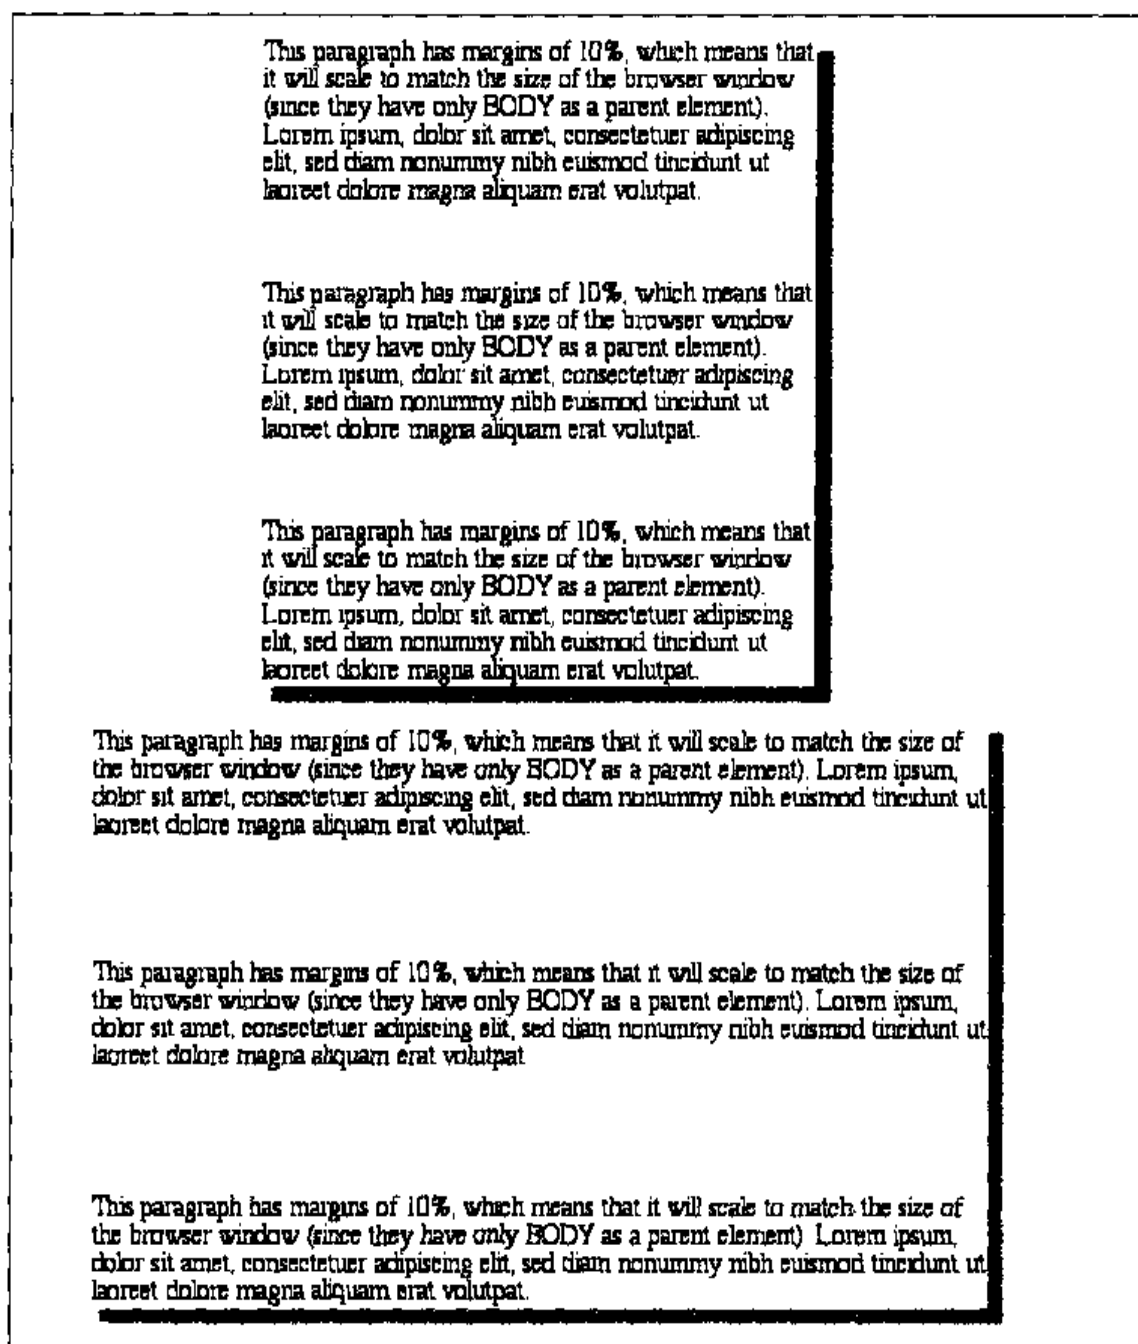 This paragraph has margins of 10%, which means that
it will scale to match the size of the browser window
(since they have only BODY as a parent element).
Lorem ipsum, dolor sit amet, consectetuer adipiscing
elit, sed diam nonummy nibh euismod tincidunt ut
laoreet dolore magna aliquam erat volutpat.
This paragraph has margins of 10%, which means that
it will scale to match the size of the browser window
(since they have only BODY as a parent element).
Lorem ipsum, dolor sit amet, consectetuer adipiscing
elit, sed diam nonummy nibh euismod tincidunt ut
laoreet dolore magna aliquam erat volutpat.
This paragraph has margins of 10%, which means that
it will scale to match the size of the browser window
(since they have only BODY as a parent element).
Lorem ipsum, dolor sit amet, consectetuer adipiscing
elit, sed diam nonummy nibh euismod tincidunt ut
laoreet dolore magna aliquam erat volutpat.
This paragraph has margins of 10%, which means that it will scale to match the size of
the browser window (since they have only BODY as a parent element). Lorem ipsum,
dolor sit amet, consectetuer adipiscing elit, sed diam nonummy nibh euismod tincidunt ut
laoreet dolore magna aliquam erat volutpat.
This paragraph has margins of 10%, which means that it will scale to match the size of
the browser window (since they have only BODY as a parent element). Lorem ipsum,
dolor sit amet, consectetuer adipiscing elit, sed diam nonummy nibh euismod tincidunt ut
laoreet dolore magna aliquam erat volutpat
This paragraph has margins of 10%, which means that it will scale to match the size of
the browser window (since they have only BODY as a parent element) Lorem ipsum,
dolor sit amet, consectetuer adipiscing elit, sed diam nonummy nibh euismod tincidunt ut
laoreet dolore magna aliquam erat volutpat.